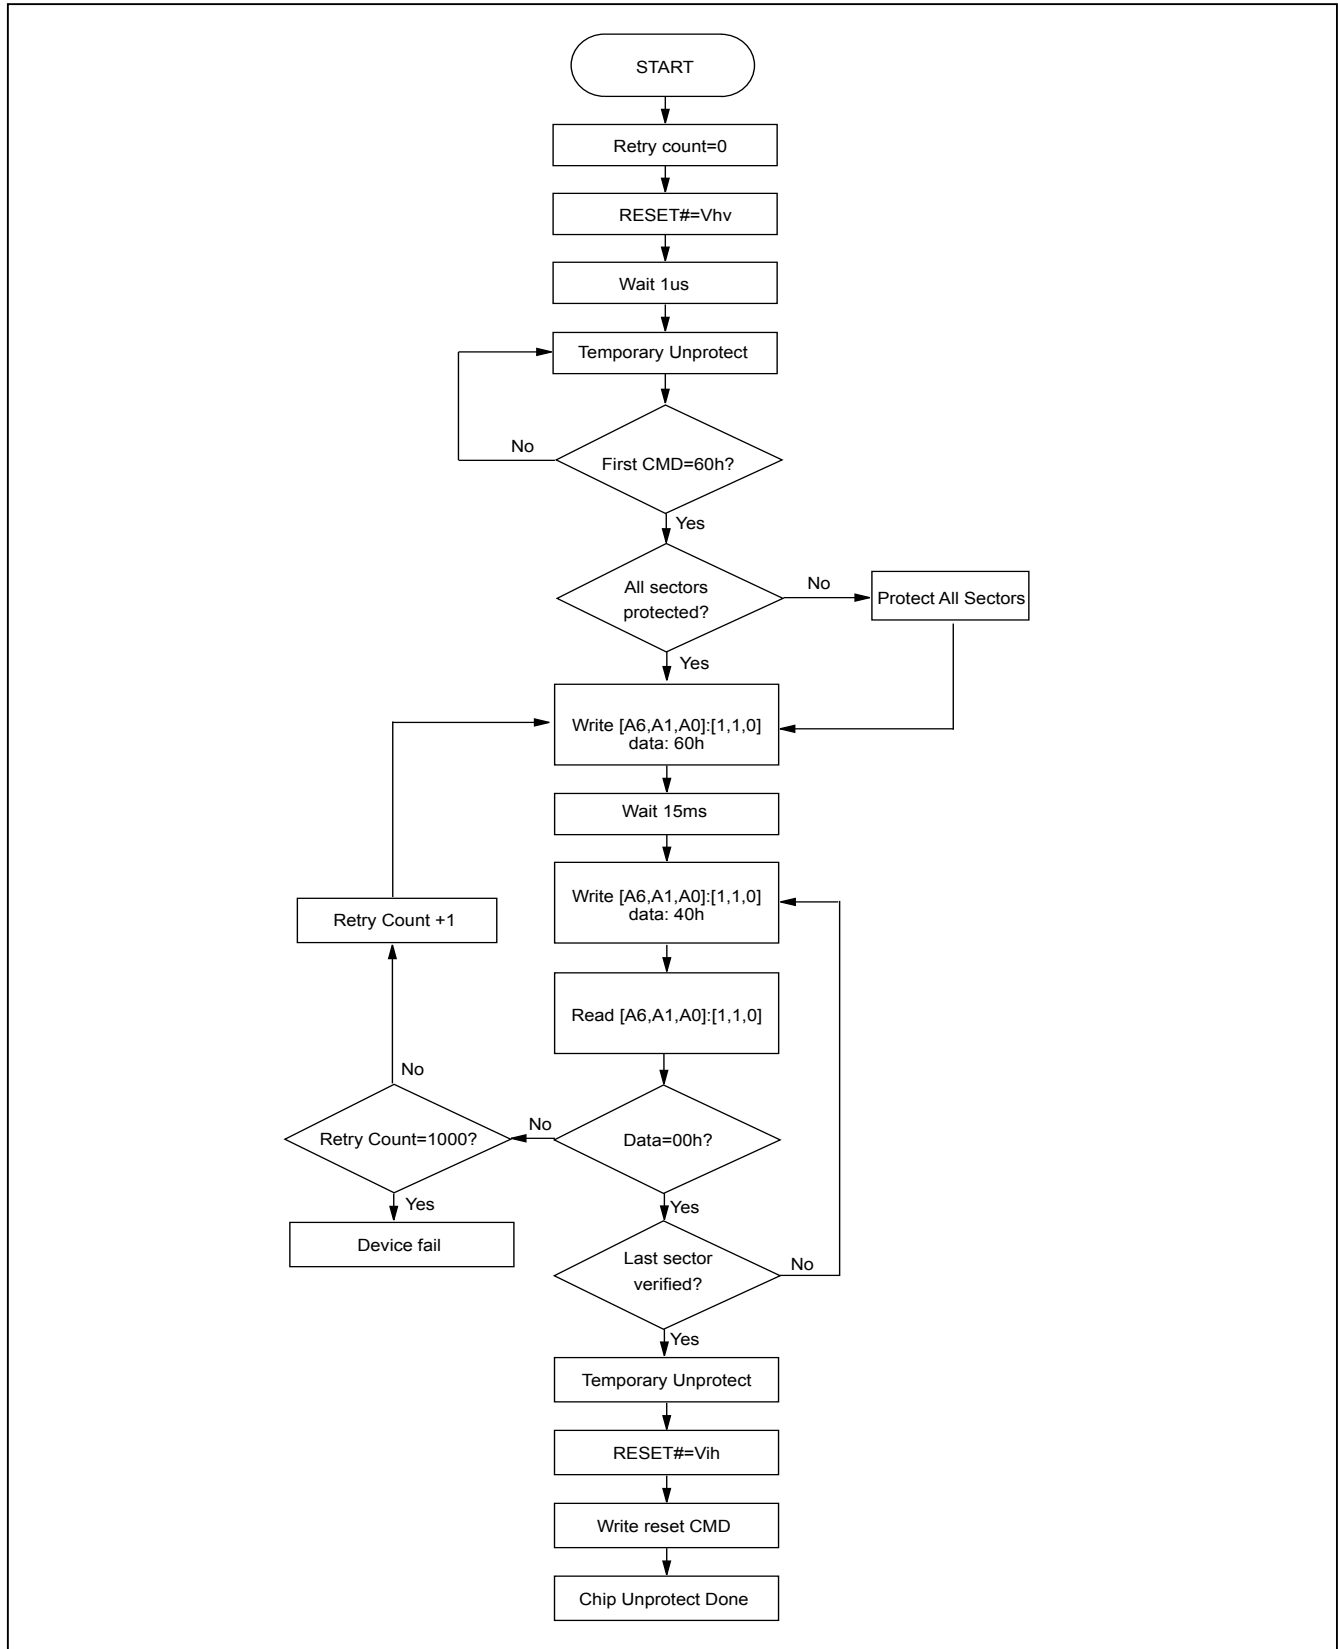 START
Retry count=0
RESET#=Vhv
Wait 1us
Temporary Unprotect
No
First CMD=60h?
Yes
All sectors
protected?
No
Protect All Sectors
Yes
Write [A6,A1,A0]:[1,1,0]
data: 60h
Wait 15ms
Write [A6,A1,A0]:[1,1,0]
data: 40h
Retry Count +1
Read [A6,A1,A0]:[1,1,0]
No
Retry Count=1000?
No
Data=00h?
Yes
Device fail
Yes
Last sector
verified?
No
Yes
Temporary Unprotect
RESET#=Vih
Write reset CMD
Chip Unprotect Done